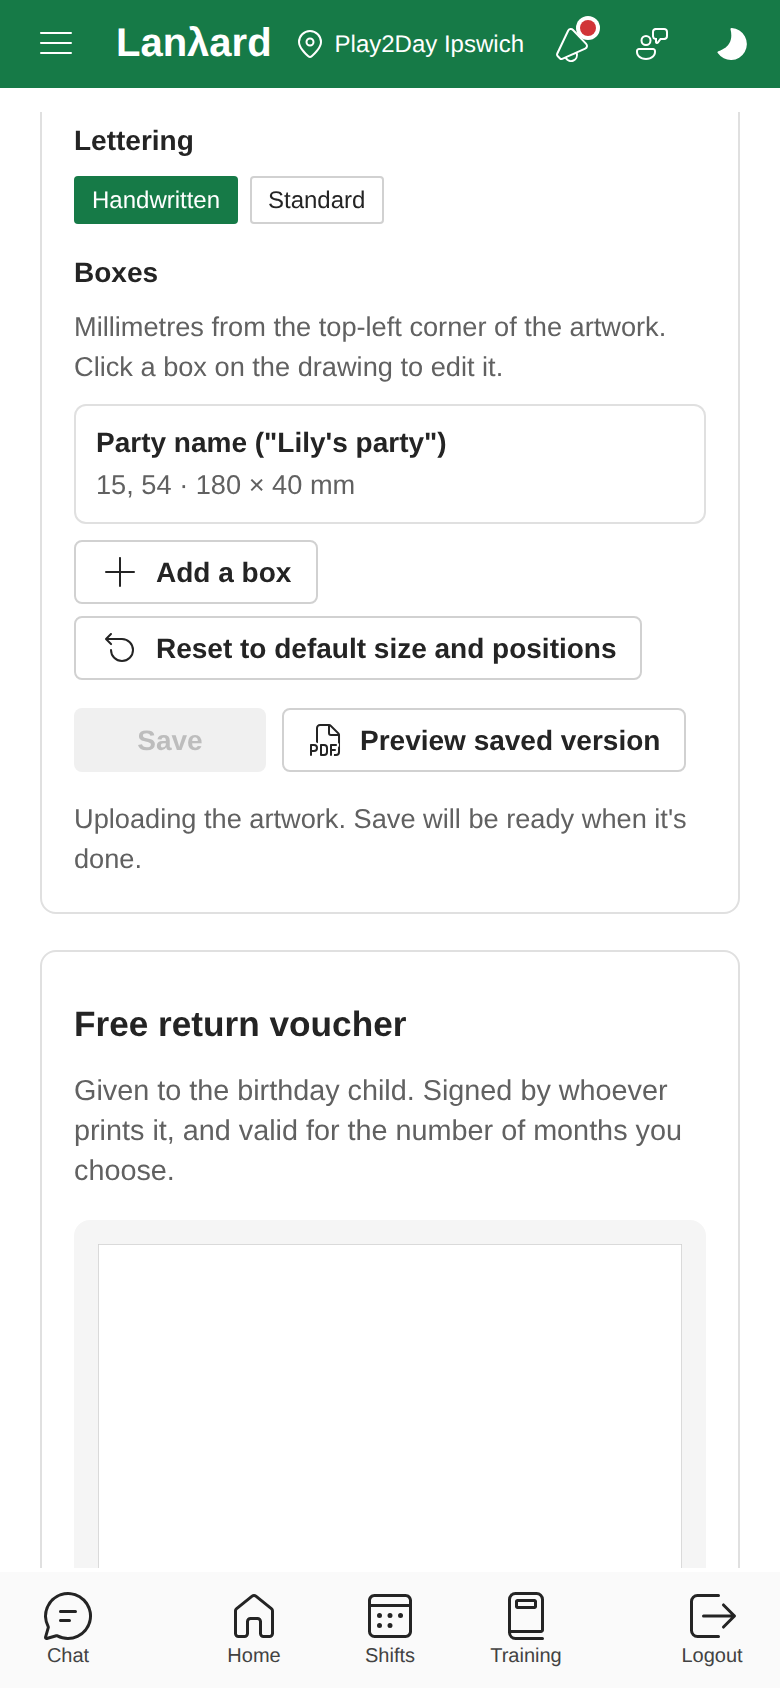 Lanλard
Play2Day Ipswich
Lettering
Handwritten
Standard
Boxes
Millimetres from the top-left corner of the artwork.
Click a box on the drawing to edit it.
Party name ("Lily's party")
15, 54 · 180 × 40 mm
Add a box
Reset to default size and positions
Save
PDF
Preview saved version
Uploading the artwork. Save will be ready when it's
done.
Free return voucher
Given to the birthday child. Signed by whoever
prints it, and valid for the number of months you
choose.
Chat
Home
Shifts
Training
Logout